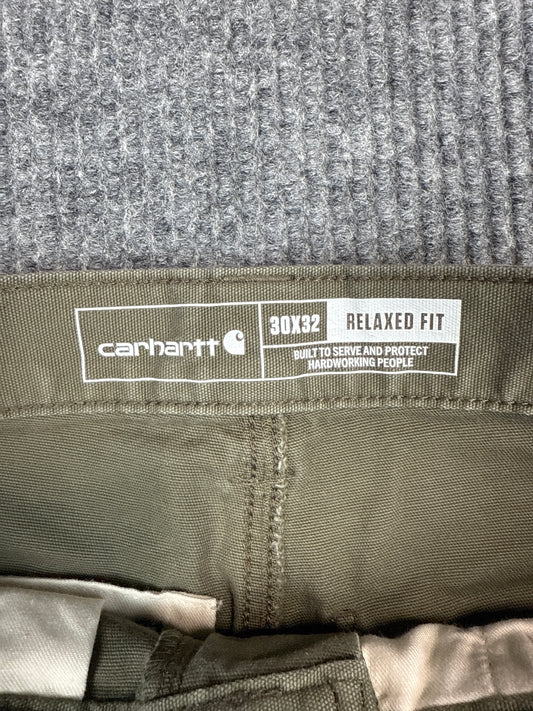 carhartt
30X32
RELAXED FIT
BUILT TO SERVE AND PROTECT
HARDWORKING PEOPLE